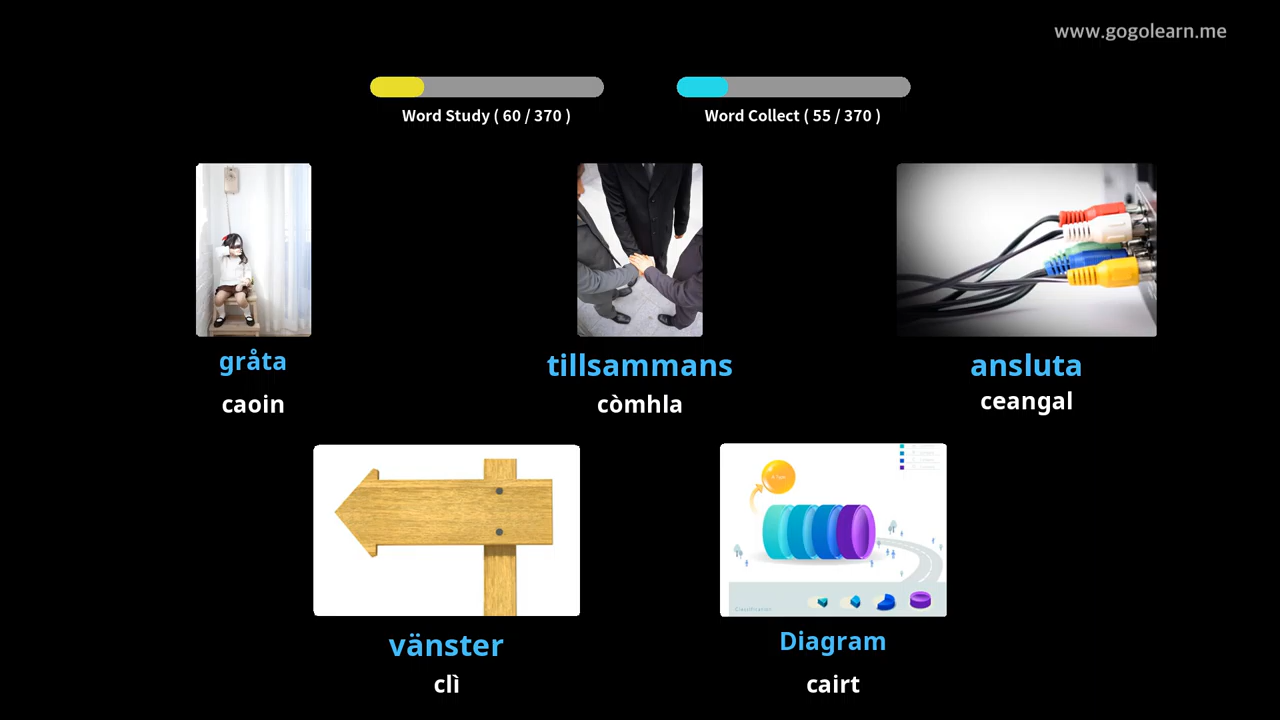 www.gogolearn.me
Word Study ( 60 / 370 )
Word Collect ( 55 / 370 )
gråta
caoin
tillsammans
còmhla
ansluta
ceangal
vänster
clì
Classification
Diagram
cairt